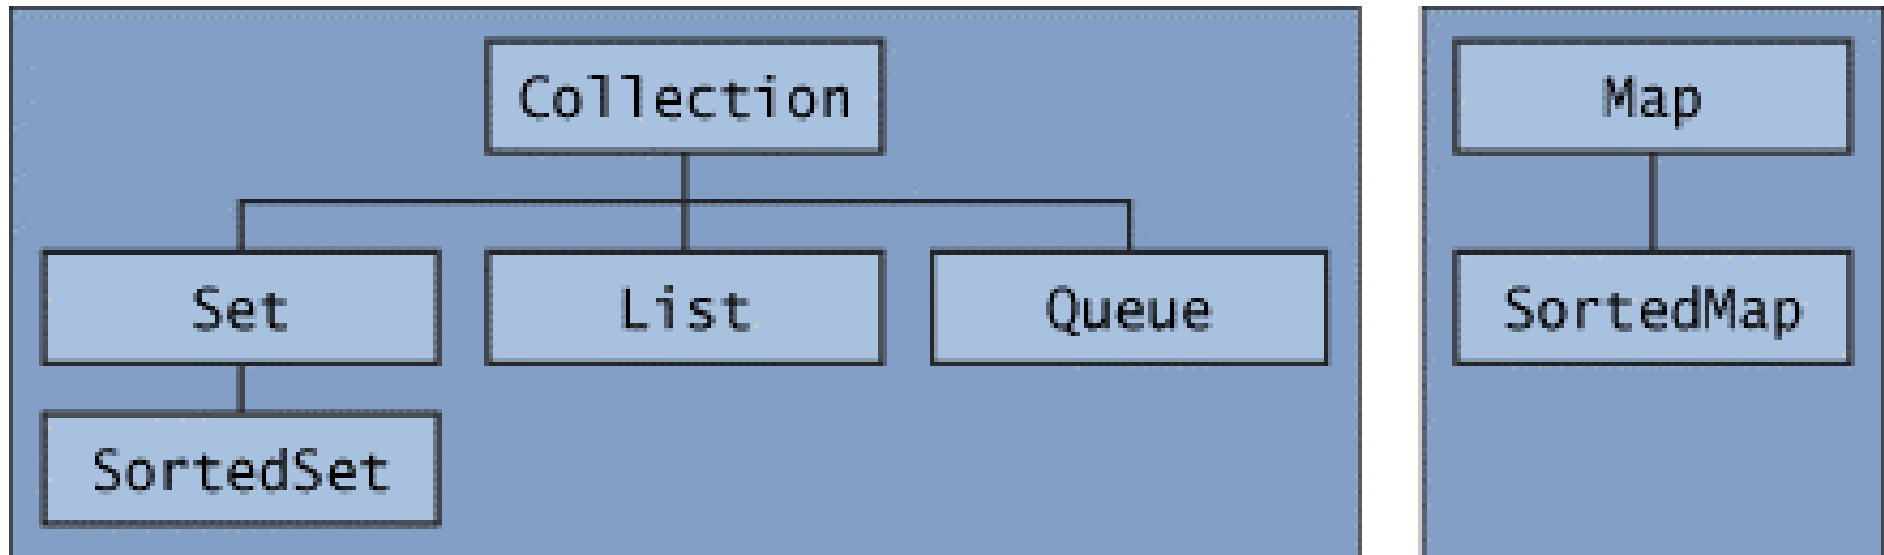 Collection
Map
Set
List
Queue
SortedMap
SortedSet